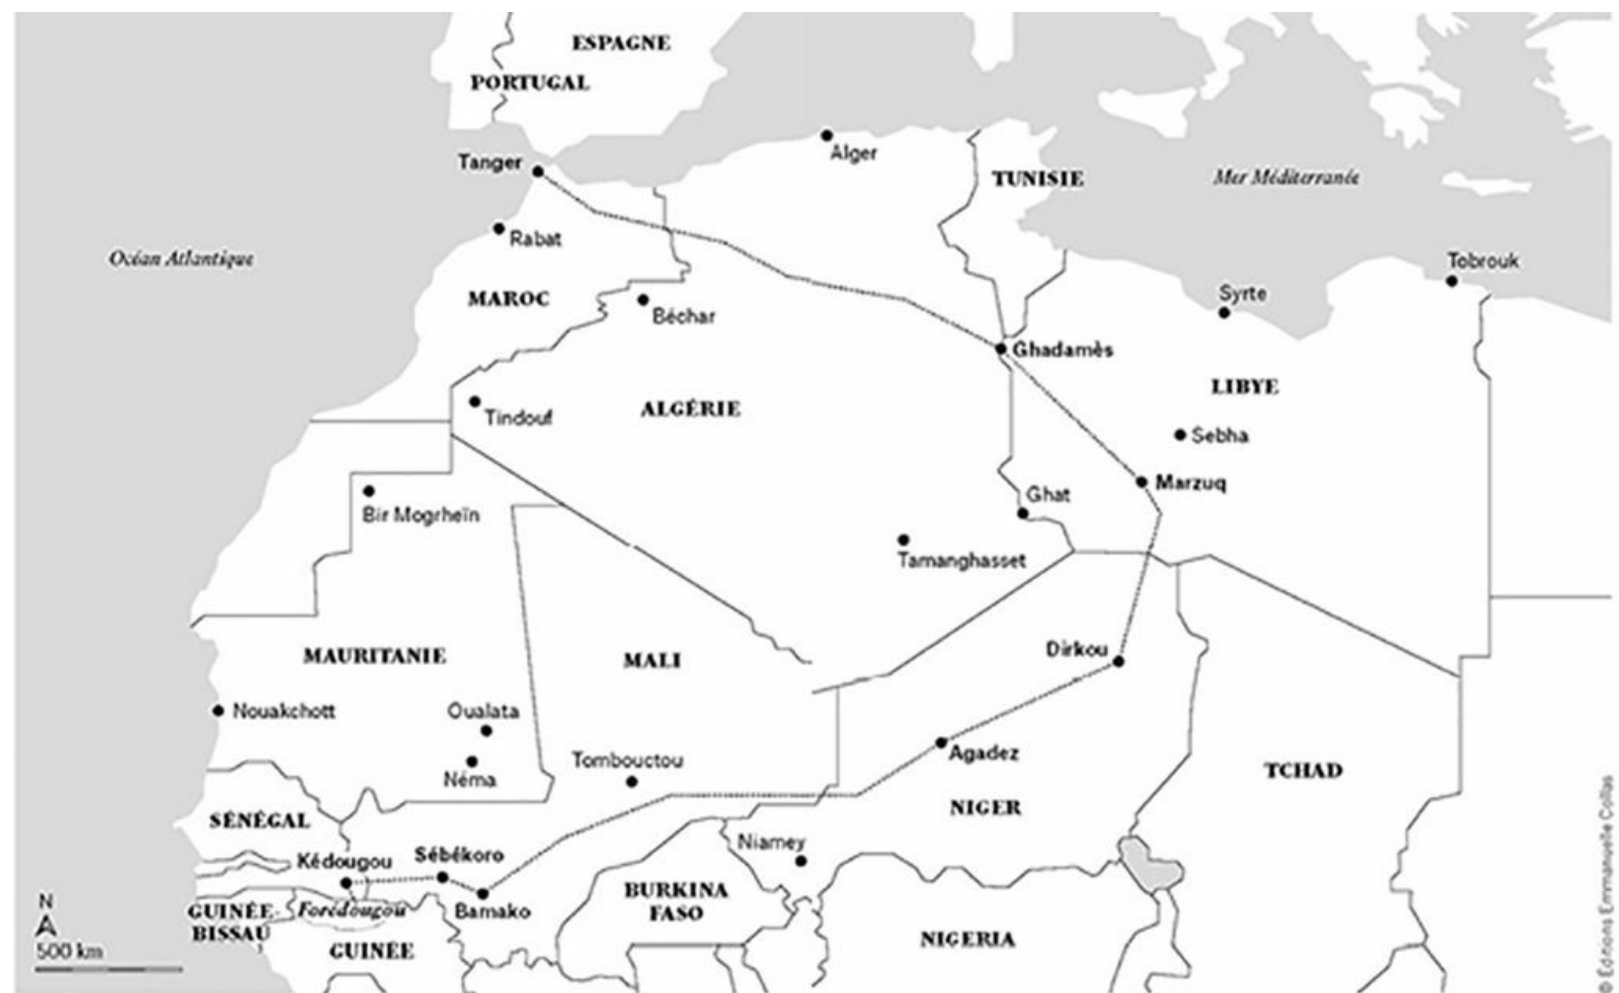 ESPAGNE
PORTUGAL
Tanger
Alger
TUNISIE
Mer Méditerranée
Rabat
Océan Atlantique
Tobrouk
Syrte
MAROC
Béchar
Ghadamès
LIBYE
Tindouf
ALGÉRIE
Sebha
Marzuq
Ghat
Bir Mogrheïn
Tamanghasset
Dirkou
MAURITANIE
MALI
Nouakchott
Oualata
Agadez
Tombouctou
Néma
TCHAD
NIGER
SÉNÉGAL
Niamey
Kédougou
Sébékoro
BURKINA
FASO
Bamako
GUINÉE-
BISSAU
Forédougou
GUINÉE
NIGERIA
N
500 km
© Éditions Emmanuelle Collas